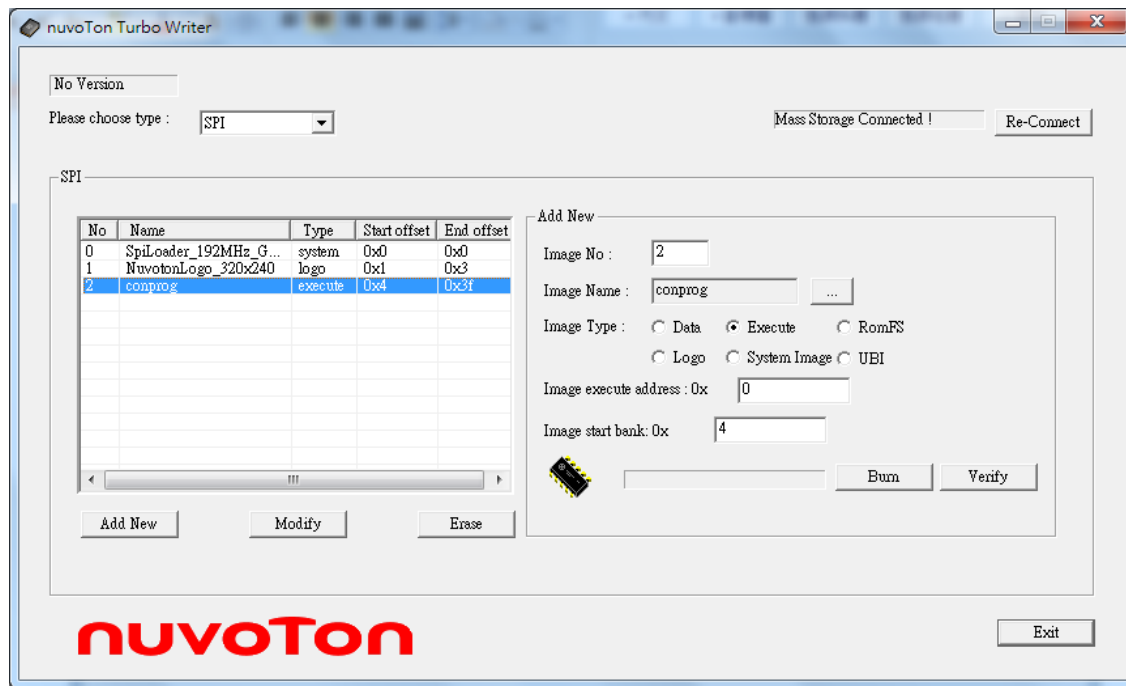 nuvoTon Turbo Writer
No Version
Please choose type :
SPI
Mass Storage Connected !
Re-Connect
SPI
No Name Type Start offset End offset
0 SpiLoader_192MHz_G... system 0x0 0x0
1 NuvotonLogo_320x240 logo 0x1 0x3
2 conprog execute 0x4 0x3f
Add New
Modify
Erase
Add New
Image No : 2
Image Name : conprog ...
Image Type : Data Execute RomFS
Logo System Image UBI
Image execute address : 0x 0
Image start bank: 0x 4
Burn
Verify
nuvoTon
Exit